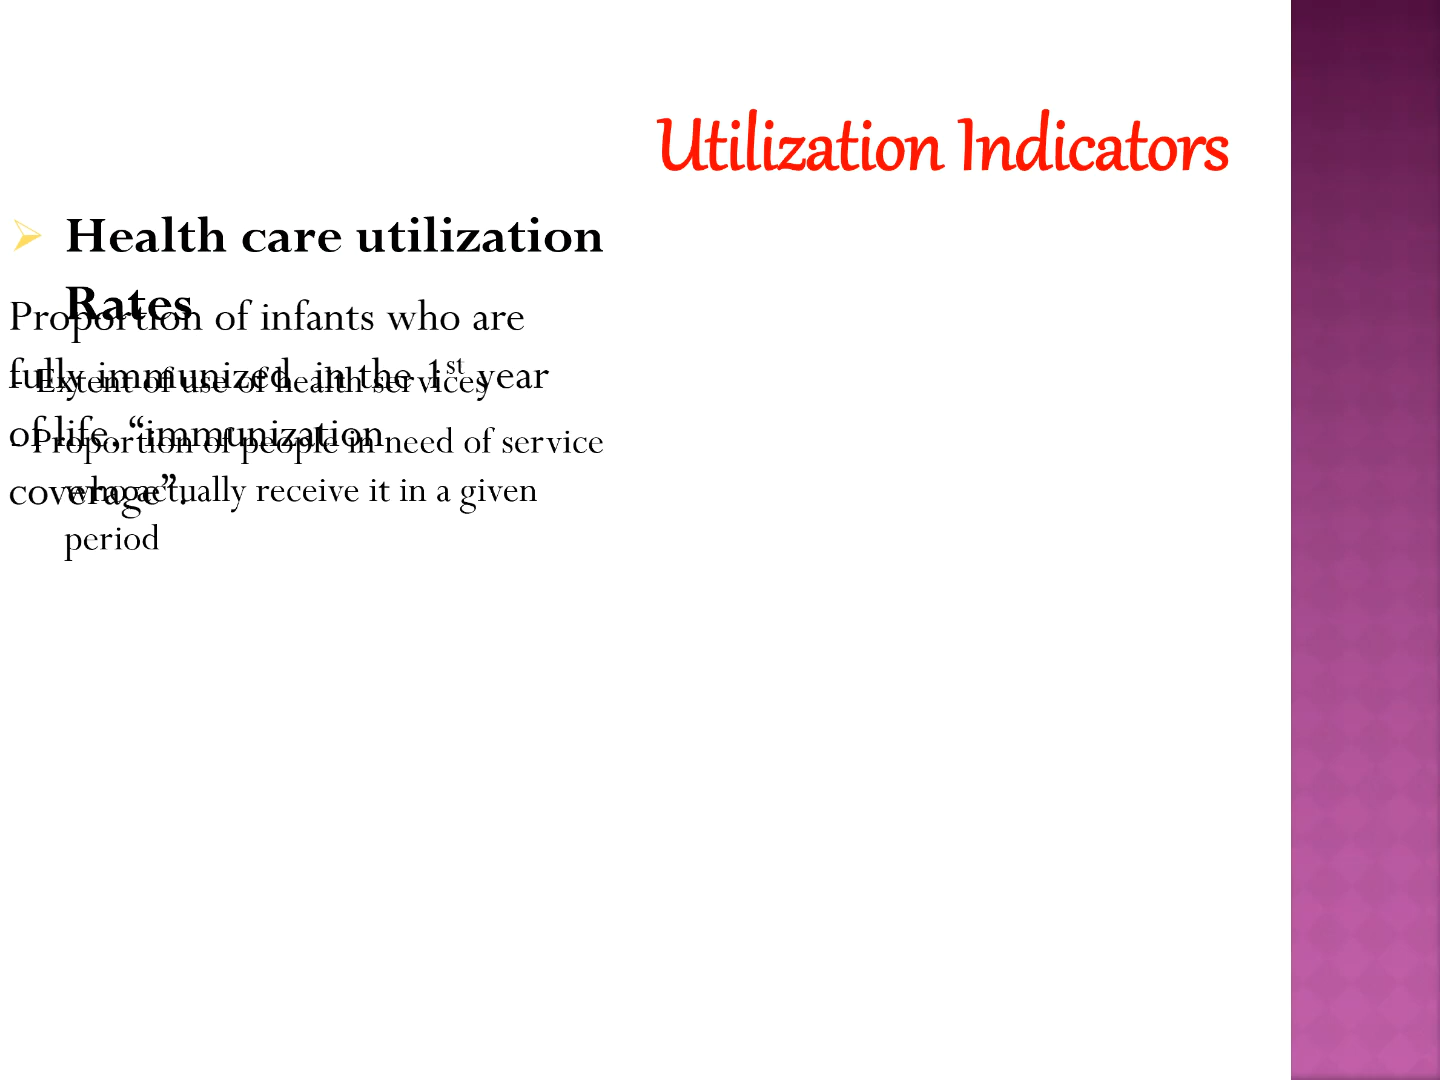 Utilization Indicators
Health care utilization
Rates
- Extent of use of health services
- Proportion of people in need of service
who actually receive it in a given
period
Proportion of infants who are
fully immunized in the 1st year
of life. “immunization
coverage”.